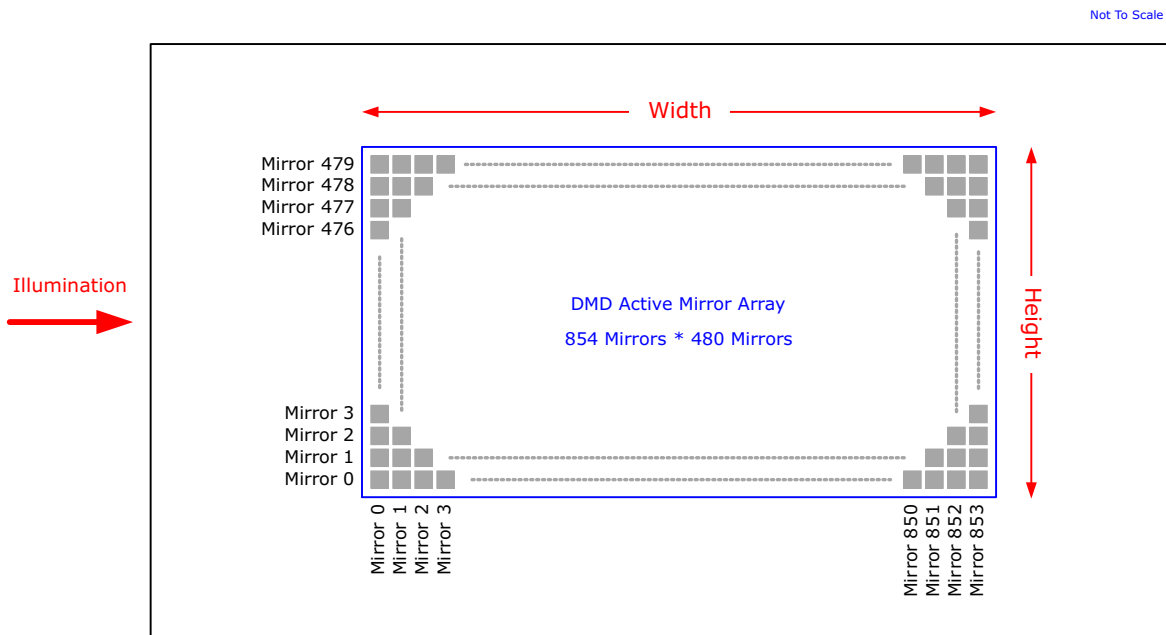 Not To Scale
Width
Mirror 479
Mirror 478
Mirror 477
Mirror 476
Illumination
DMD Active Mirror Array
854 Mirrors * 480 Mirrors
Height
Mirror 3
Mirror 2
Mirror 1
Mirror 0
Mirror 0
Mirror 1
Mirror 2
Mirror 3
Mirror 850
Mirror 851
Mirror 852
Mirror 853